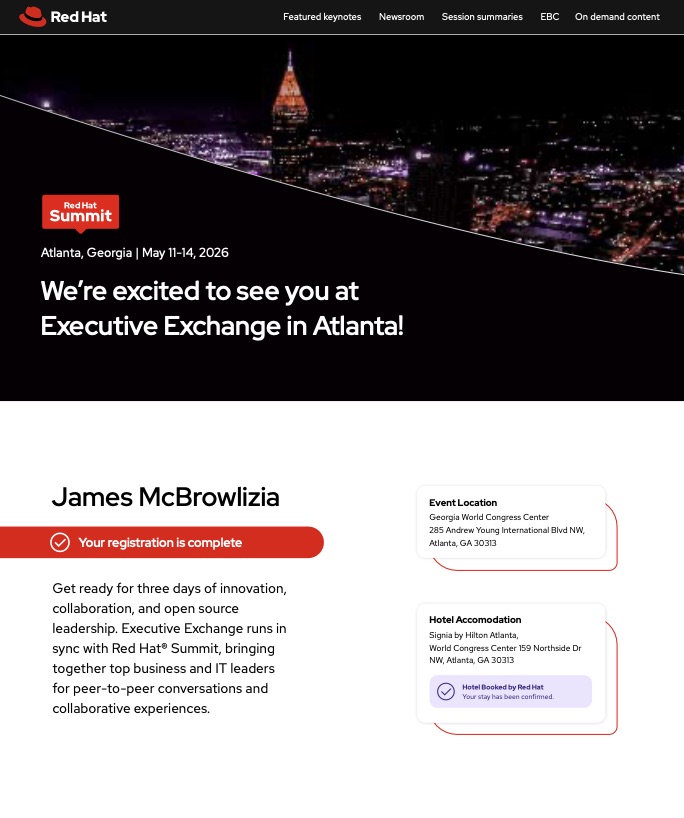 Red Hat
Featured keynotes Newsroom Session summaries EBC On demand content
Red Hat
Summit
Atlanta, Georgia | May 11-14, 2026
We're excited to see you at
Executive Exchange in Atlanta!
James McBrowlizia
Your registration is complete
Get ready for three days of innovation,
collaboration, and open source
leadership. Executive Exchange runs in
sync with Red Hat® Summit, bringing
together top business and IT leaders
for peer-to-peer conversations and
collaborative experiences.
Event Location
Georgia World Congress Center
285 Andrew Young International Blvd NW,
Atlanta, GA 30313
Hotel Accomodation
Signia by Hilton Atlanta,
World Congress Center 159 Northside Dr
NW, Atlanta, GA 30313
Hotel Booked by Red Hat
Your stay has been confirmed.